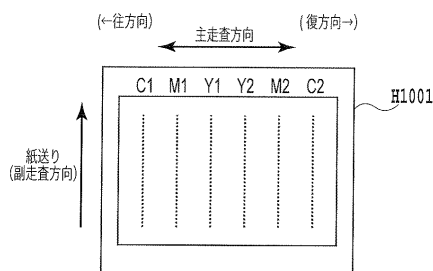 (←往方向)
(復方向→)
主走査方向
C1 M1 Y1 Y2 M2 C2
H1001
紙送り
(副走査方向)